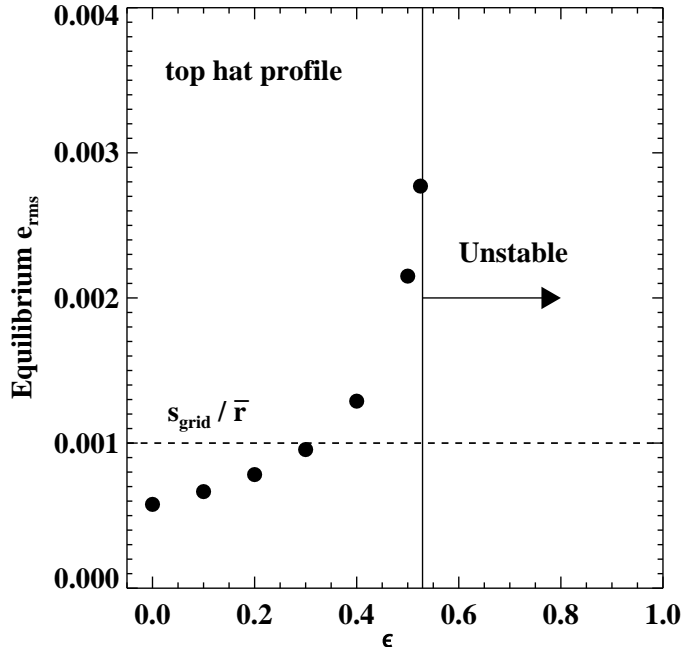 0.004
top hat profile
0.003
Unstable
0.002
s_grid / r̄
0.001
0.000
Equilibrium e_rms
0.0 0.2 0.4 0.6 0.8 1.0
ϵ